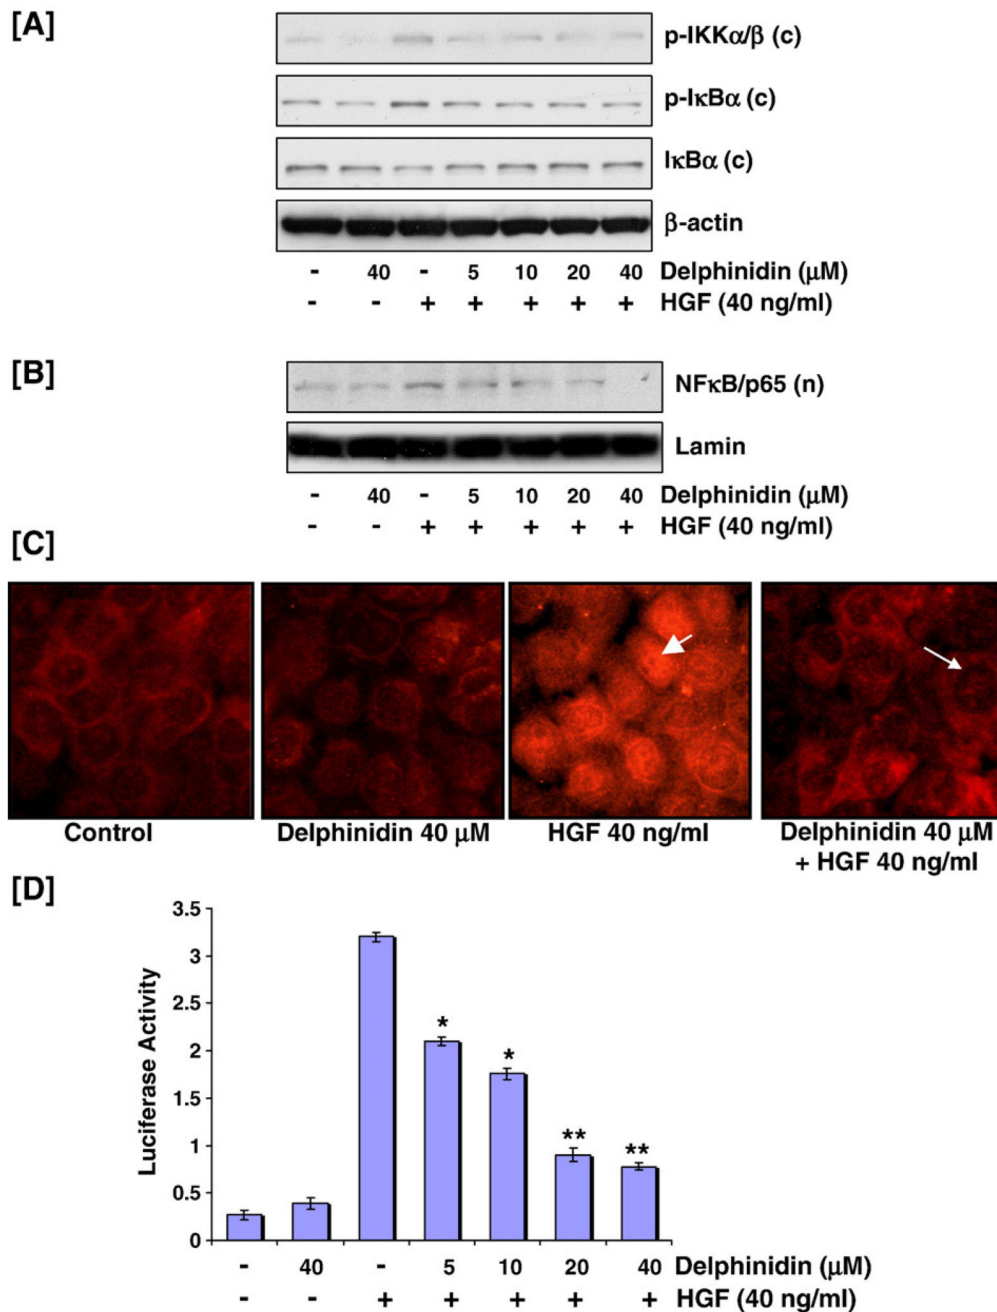 [A]
p-IKKα/β (c)
p-IκBα (c)
IκBα (c)
β-actin
- 40 - 5 10 20 40 Delphinidin (μM)
- - + + + + + HGF (40 ng/ml)
[B]
NFκB/p65 (n)
Lamin
- 40 - 5 10 20 40 Delphinidin (μM)
- - + + + + + HGF (40 ng/ml)
[C]
Control
Delphinidin 40 μM
HGF 40 ng/ml
Delphinidin 40 μM
+ HGF 40 ng/ml
[D]
Luciferase Activity
3.5
3
2.5
2
1.5
1
0.5
0
* * ** **
- 40 - 5 10 20 40 Delphinidin (μM)
- - + + + + + HGF (40 ng/ml)